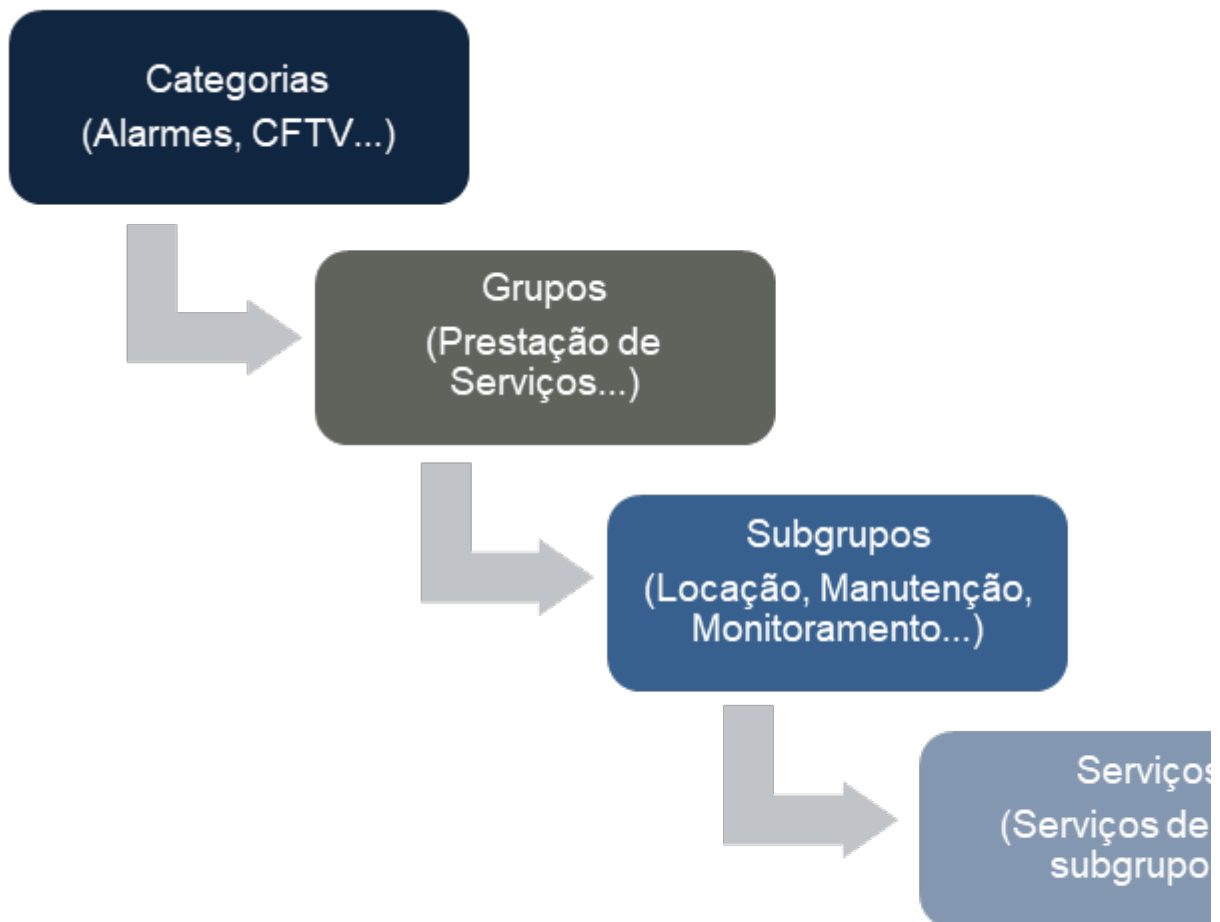 Categorias
(Alarmes, CFTV...)
Grupos
(Prestação de
Serviços...)
Subgrupos
(Locação, Manutenção,
Monitoramento...)
Serviços
(Serviços de
subgrupo